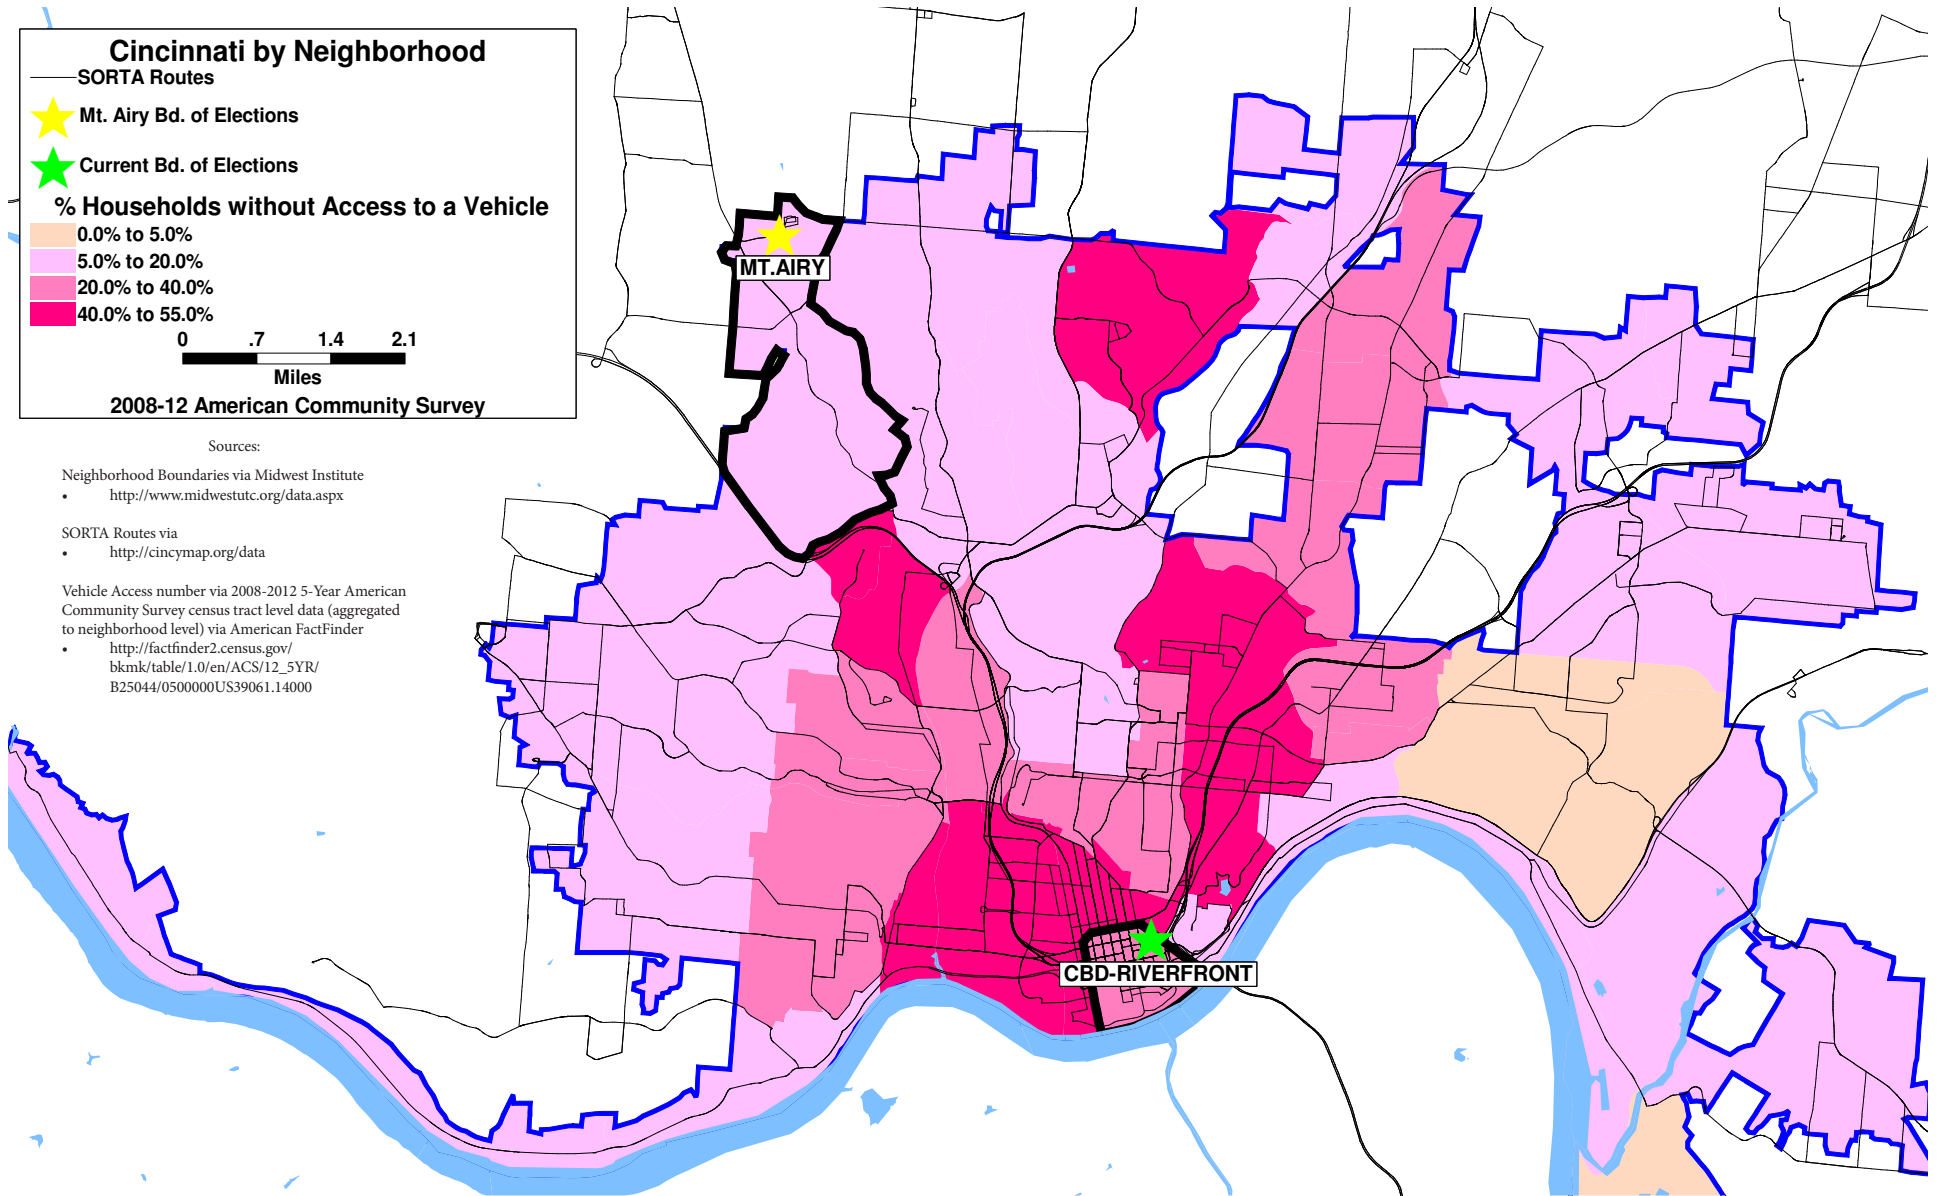 Cincinnati by Neighborhood
SORTA Routes
Mt. Airy Bd. of Elections
Current Bd. of Elections
% Households without Access to a Vehicle
0.0% to 5.0%
5.0% to 20.0%
20.0% to 40.0%
40.0% to 55.0%
0 .7 1.4 2.1
Miles
2008-12 American Community Survey
Sources:
Neighborhood Boundaries via Midwest Institute
• http://www.midwestutc.org/data.aspx
SORTA Routes via
• http://cincymap.org/data
Vehicle Access number via 2008-2012 5-Year American
Community Survey census tract level data (aggregated
to neighborhood level) via American FactFinder
• http://factfinder2.census.gov/
bkmk/table/1.0/en/ACS/12_5YR/
B25044/0500000US39061.14000
MT.AIRY
CBD-RIVERFRONT